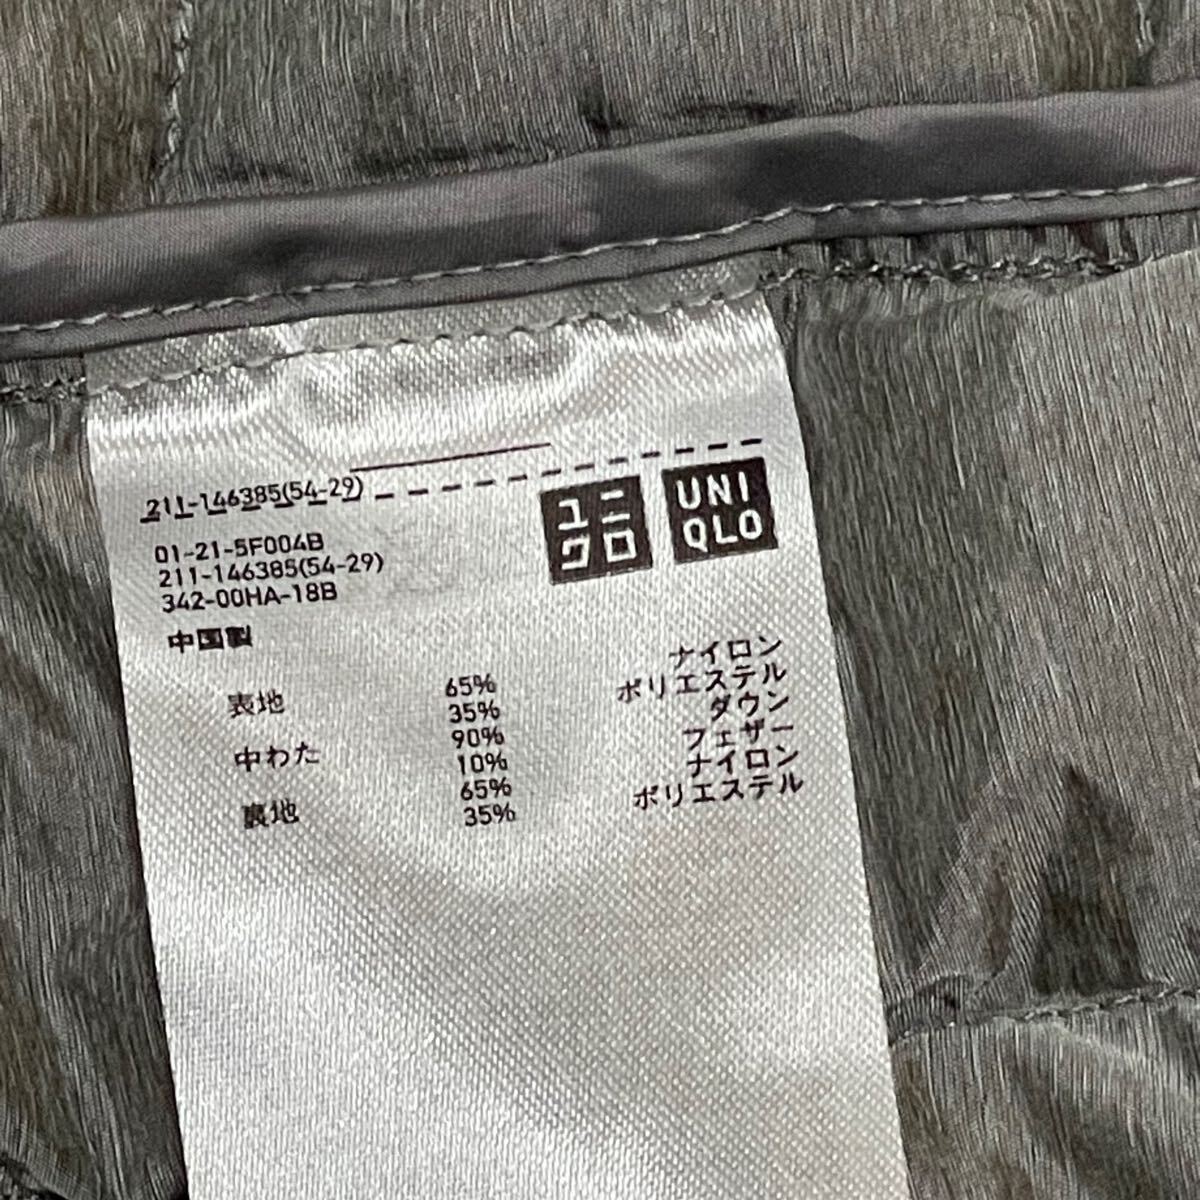 211-146385(54-29)
ユニ
クロ
UNI
QLO
01-21-5F004B
211-146385(54-29)
342-00HA-18B
中国製
表地 65% ナイロン
35% ポリエステル
中わた 90% ダウン
10% フェザー
裏地 65% ナイロン
35% ポリエステル